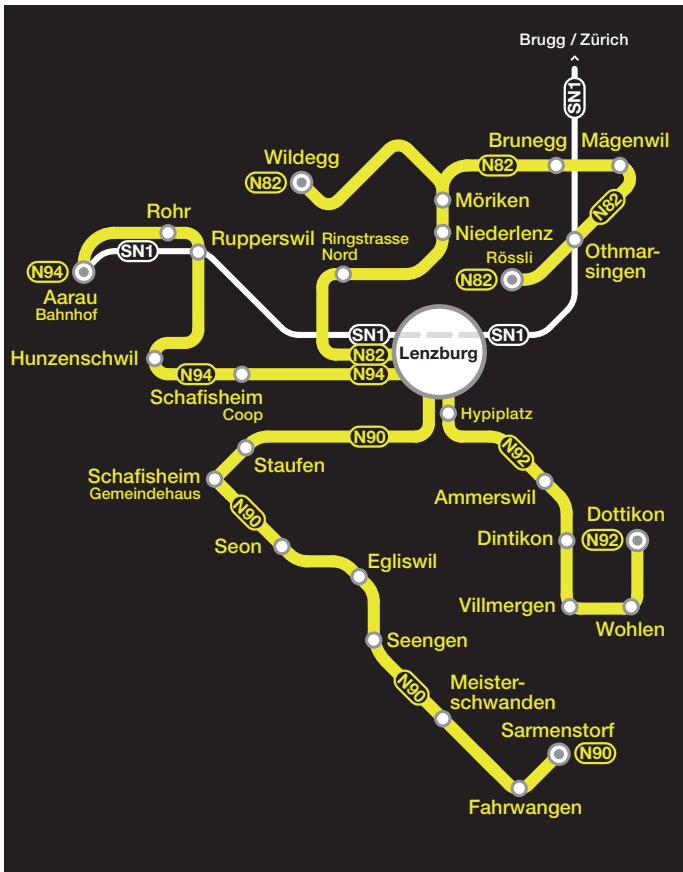 Brugg / Zürich
SN1
Wildegg
N82
Brunegg
Mägenwil
N82
N82
Möriken
Rohr
Rupperswil
Ringstrasse
Nord
Niederlenz
SN1
N94
Aarau
Bahnhof
Rössli
N82
Othmar-
singen
SN1
SN1
Lenzburg
N82
Hunzenschwil
N94
N94
Schafisheim
Coop
Hypiplatz
N90
N92
Staufen
Schafisheim
Gemeindehaus
Ammerswil
N90
Dottikon
Seon
Dintikon
N92
Egliswil
Villmergen
Wohlen
Seengen
N90
Meister-
schwanden
Sarmenstorf
N90
Fahrwangen